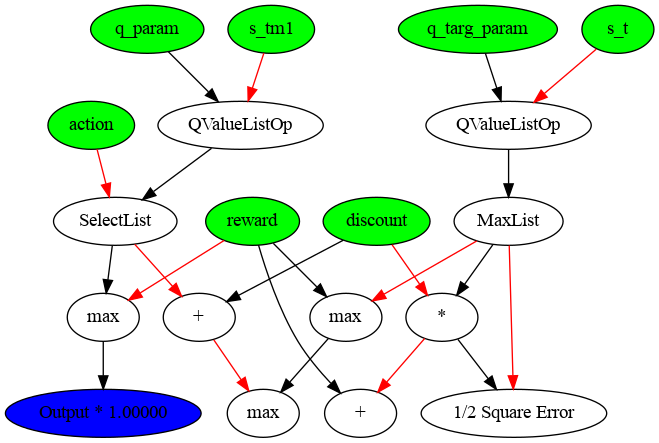 q_param
s_tm1
q_targ_param
s_t
action
QValueListOp
QValueListOp
SelectList
reward
discount
MaxList
max
+
max
*
Output * 1.00000
max
+
1/2 Square Error